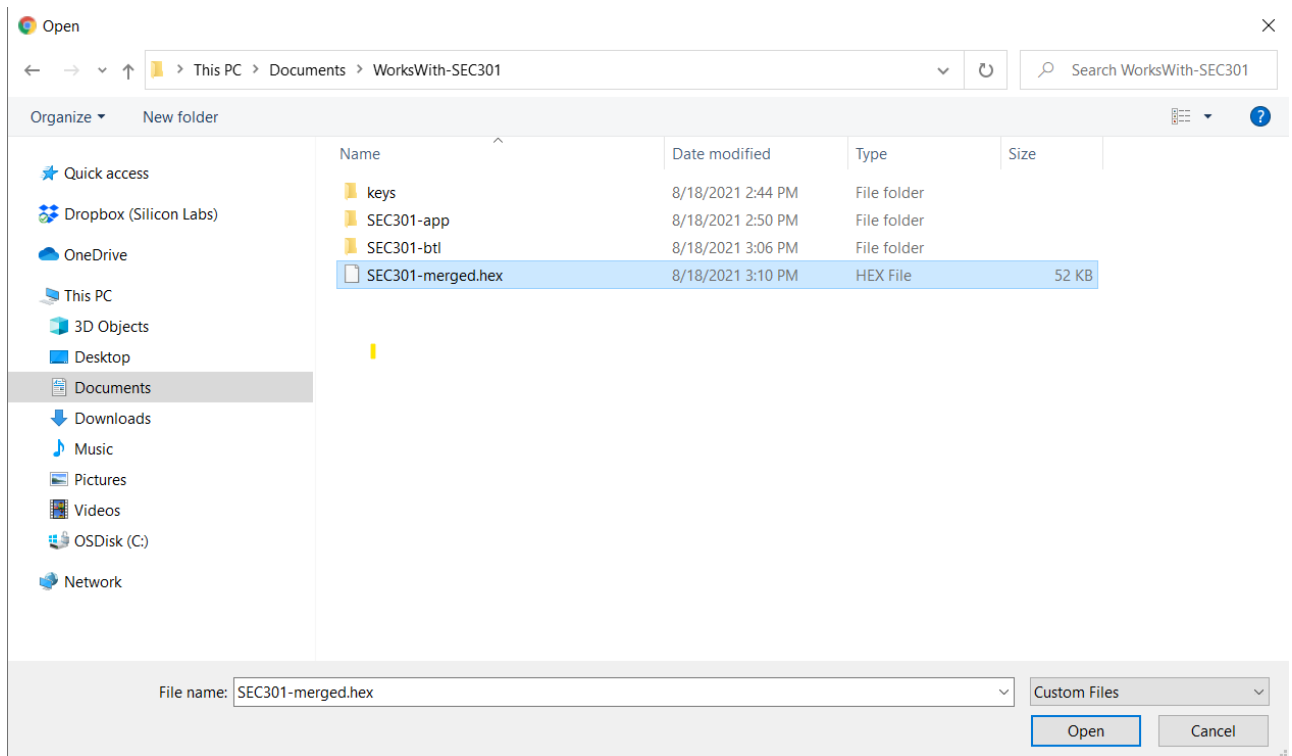 Open
This PC > Documents > WorksWith-SEC301
Search WorksWith-SEC301
Organize New folder
?
Name Date modified Type Size
Quick access
Dropbox (Silicon Labs)
OneDrive
This PC
3D Objects
Desktop
Documents
Downloads
Music
Pictures
Videos
OSDisk (C:)
Network
keys 8/18/2021 2:44 PM File folder
SEC301-app 8/18/2021 2:50 PM File folder
SEC301-btl 8/18/2021 3:06 PM File folder
SEC301-merged.hex 8/18/2021 3:10 PM HEX File 52 KB
File name: SEC301-merged.hex Custom Files
Open Cancel